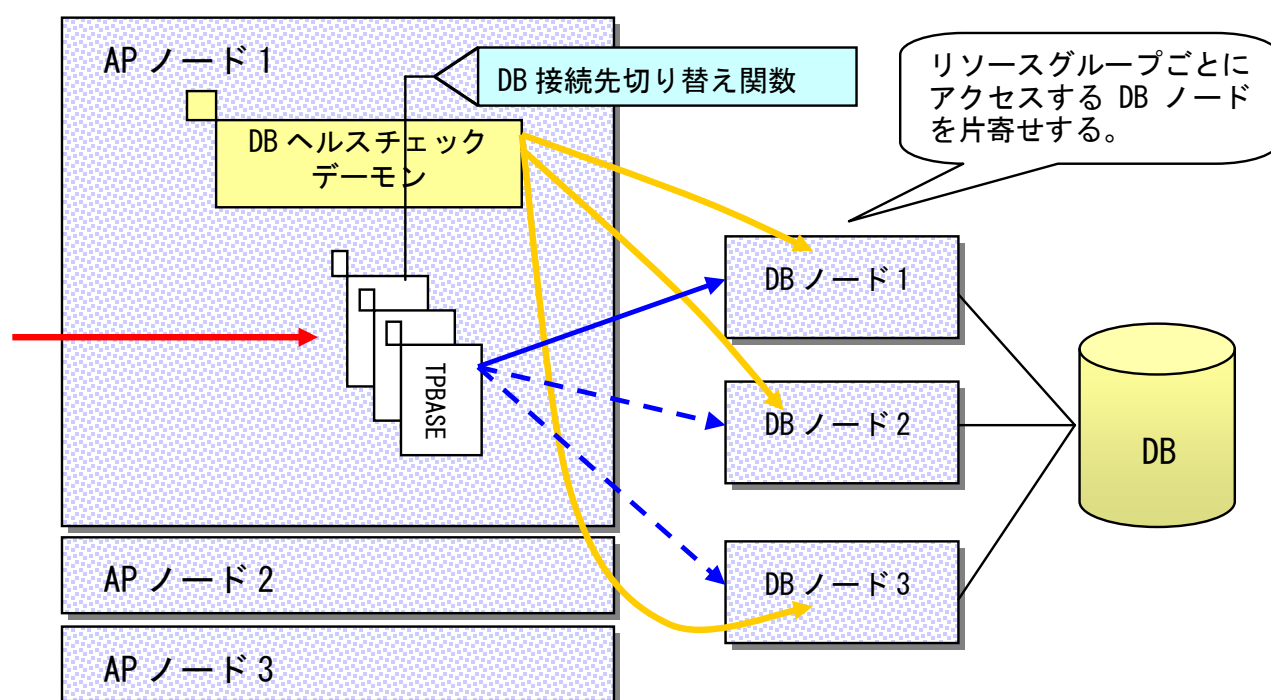 AP ノード 1
DB 接続先切り替え関数
リソースグループごとに
アクセスする DB ノード
を片寄せする。
DB ヘルスチェック
デーモン
DB ノード 1
TPBASE
DB ノード 2
DB
DB ノード 3
AP ノード 2
AP ノード 3